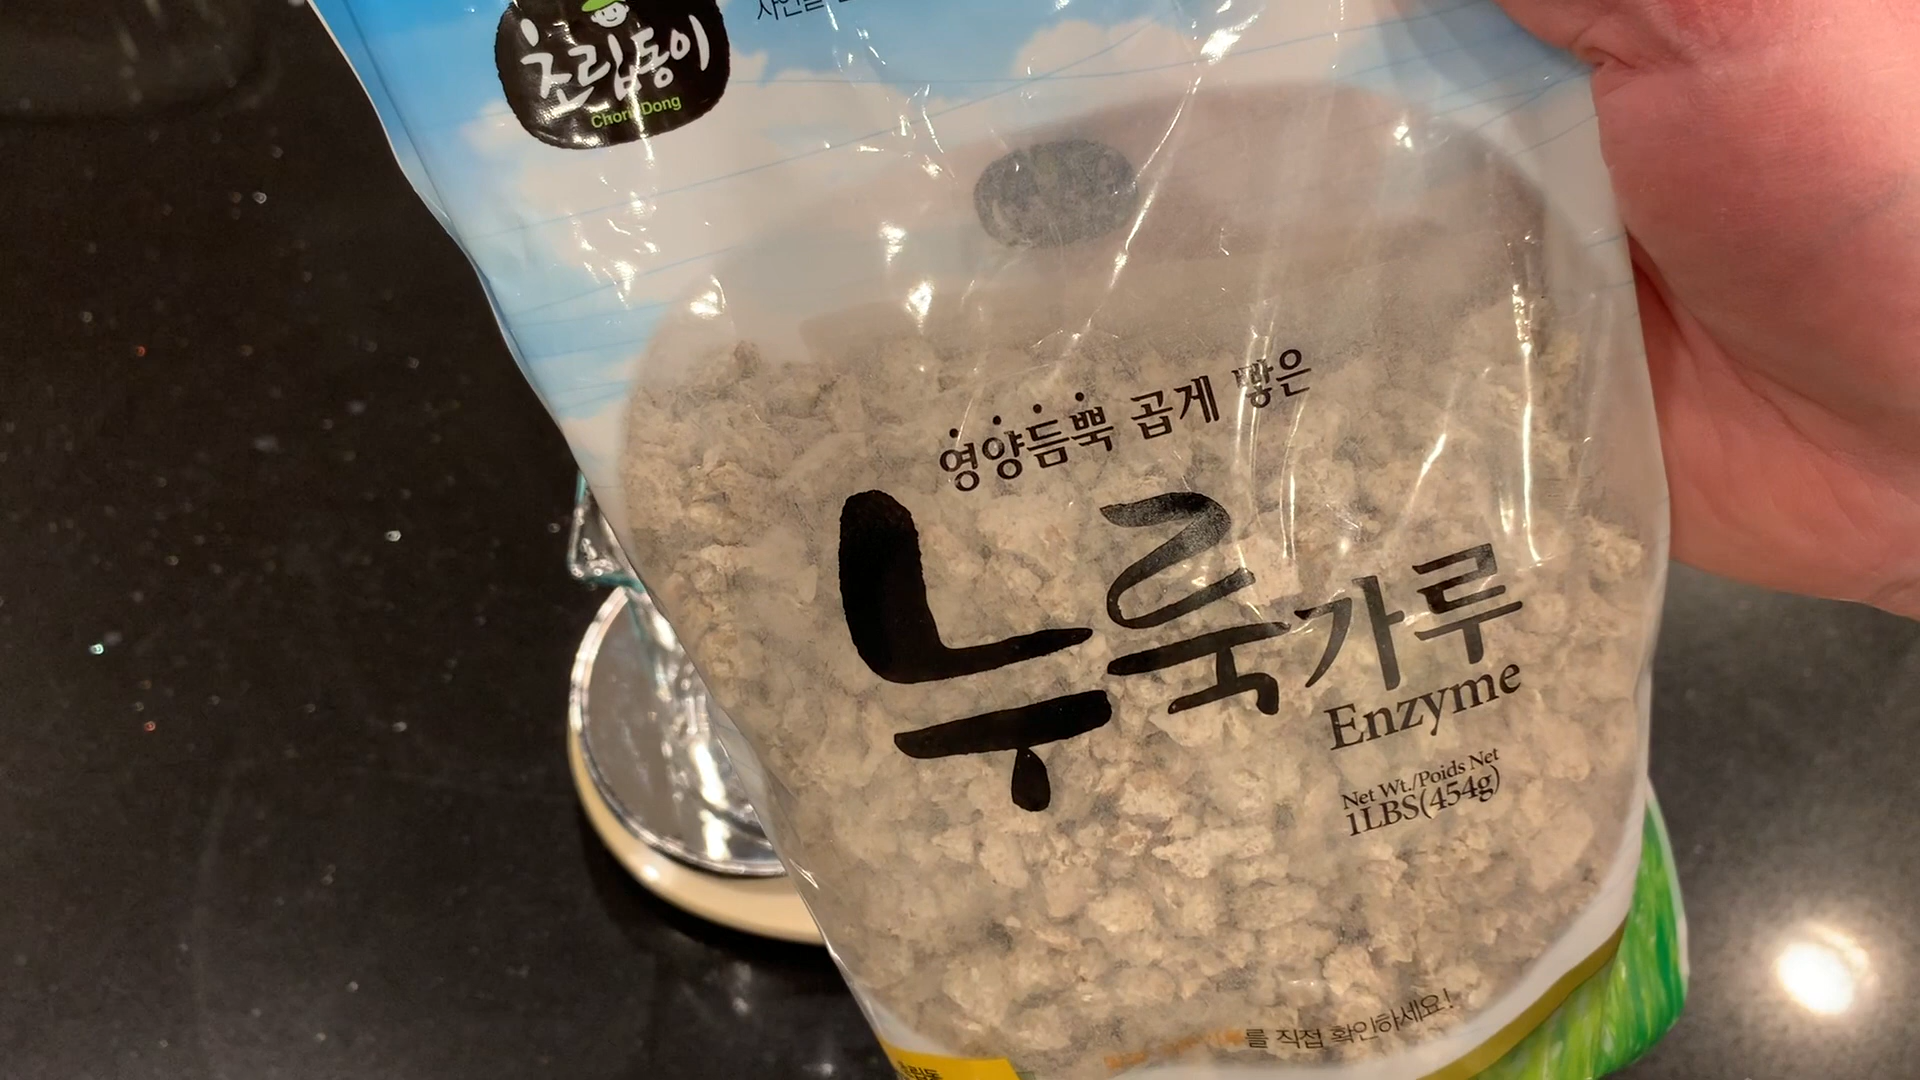 초립동이
영양듬뿍 곱게 빻은
누룩가루
Enzyme
Net Wt./Poids Net
1LBS(454g)
를 직접 확인하세요!